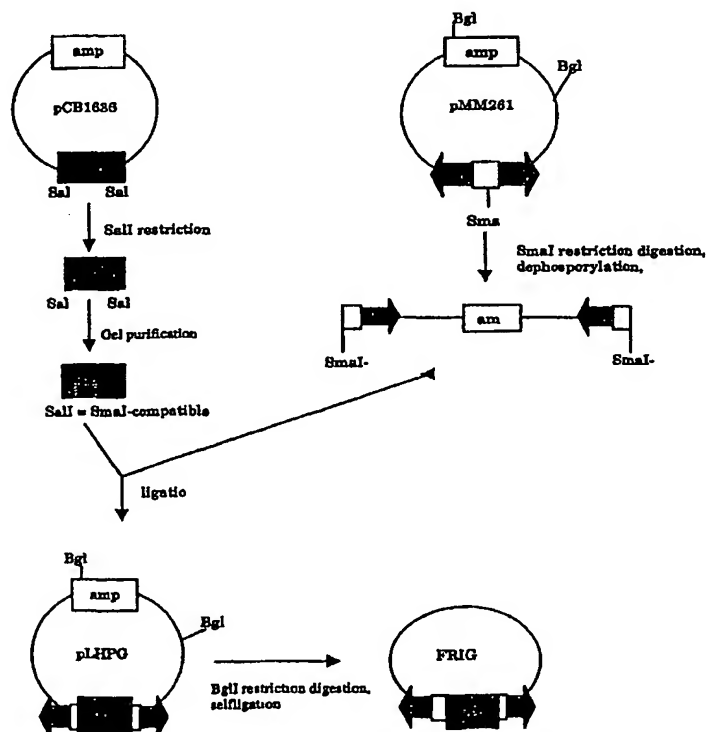 amp
pCB1636
Sal Sal
SalI restriction
Sal Sal
Gel purification
SalI = SmaI-compatible
Bgl
amp
Bgl
pMM261
Sma
SmaI restriction digestion,
dephosporylation,
am
SmaI-
SmaI-
ligatio
Bgl
amp
Bgl
pLHPG
BglI restriction digestion,
selfligation
FRIG